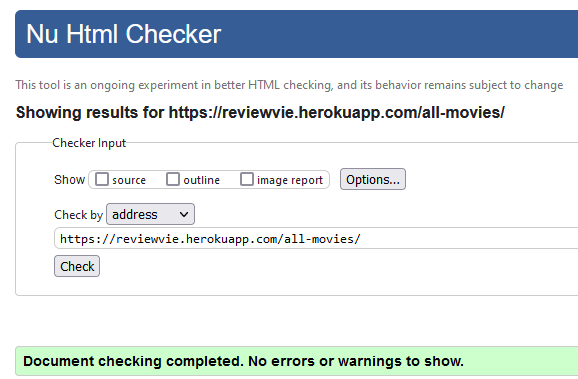 Nu Html Checker
This tool is an ongoing experiment in better HTML checking, and its behavior remains subject to change
Showing results for https://reviewvie.herokuapp.com/all-movies/
Checker Input
Show source outline image report Options...
Check by address
https://reviewvie.herokuapp.com/all-movies/
Check
Document checking completed. No errors or warnings to show.